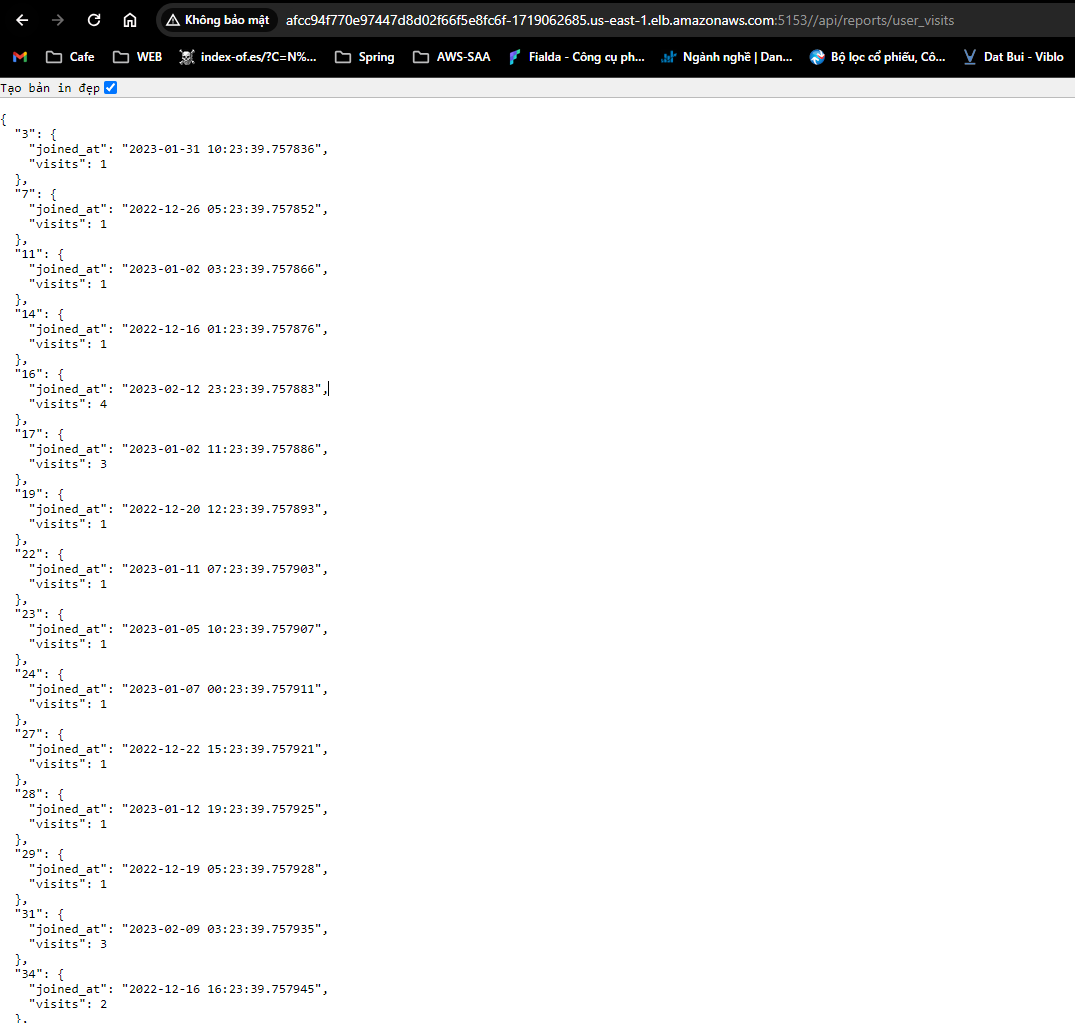 Không bảo mật afcc94f770e97447d8d02f66f5e8fc6f-1719062685.us-east-1.elb.amazonaws.com:5153//api/reports/user_visits
Cafe WEB index-of.es/?C=N%... Spring AWS-SAA Fialda - Công cụ ph... Ngành nghề | Dan... Bộ lọc cổ phiếu, Cô... Dat Bui - Viblo
Tạo bản in đẹp
{
  "3": {
    "joined_at": "2023-01-31 10:23:39.757836",
    "visits": 1
  },
  "7": {
    "joined_at": "2022-12-26 05:23:39.757852",
    "visits": 1
  },
  "11": {
    "joined_at": "2023-01-02 03:23:39.757866",
    "visits": 1
  },
  "14": {
    "joined_at": "2022-12-16 01:23:39.757876",
    "visits": 1
  },
  "16": {
    "joined_at": "2023-02-12 23:23:39.757883",
    "visits": 4
  },
  "17": {
    "joined_at": "2023-01-02 11:23:39.757886",
    "visits": 3
  },
  "19": {
    "joined_at": "2022-12-20 12:23:39.757893",
    "visits": 1
  },
  "22": {
    "joined_at": "2023-01-11 07:23:39.757903",
    "visits": 1
  },
  "23": {
    "joined_at": "2023-01-05 10:23:39.757907",
    "visits": 1
  },
  "24": {
    "joined_at": "2023-01-07 00:23:39.757911",
    "visits": 1
  },
  "27": {
    "joined_at": "2022-12-22 15:23:39.757921",
    "visits": 1
  },
  "28": {
    "joined_at": "2023-01-12 19:23:39.757925",
    "visits": 1
  },
  "29": {
    "joined_at": "2022-12-19 05:23:39.757928",
    "visits": 1
  },
  "31": {
    "joined_at": "2023-02-09 03:23:39.757935",
    "visits": 3
  },
  "34": {
    "joined_at": "2022-12-16 16:23:39.757945",
    "visits": 2
  },